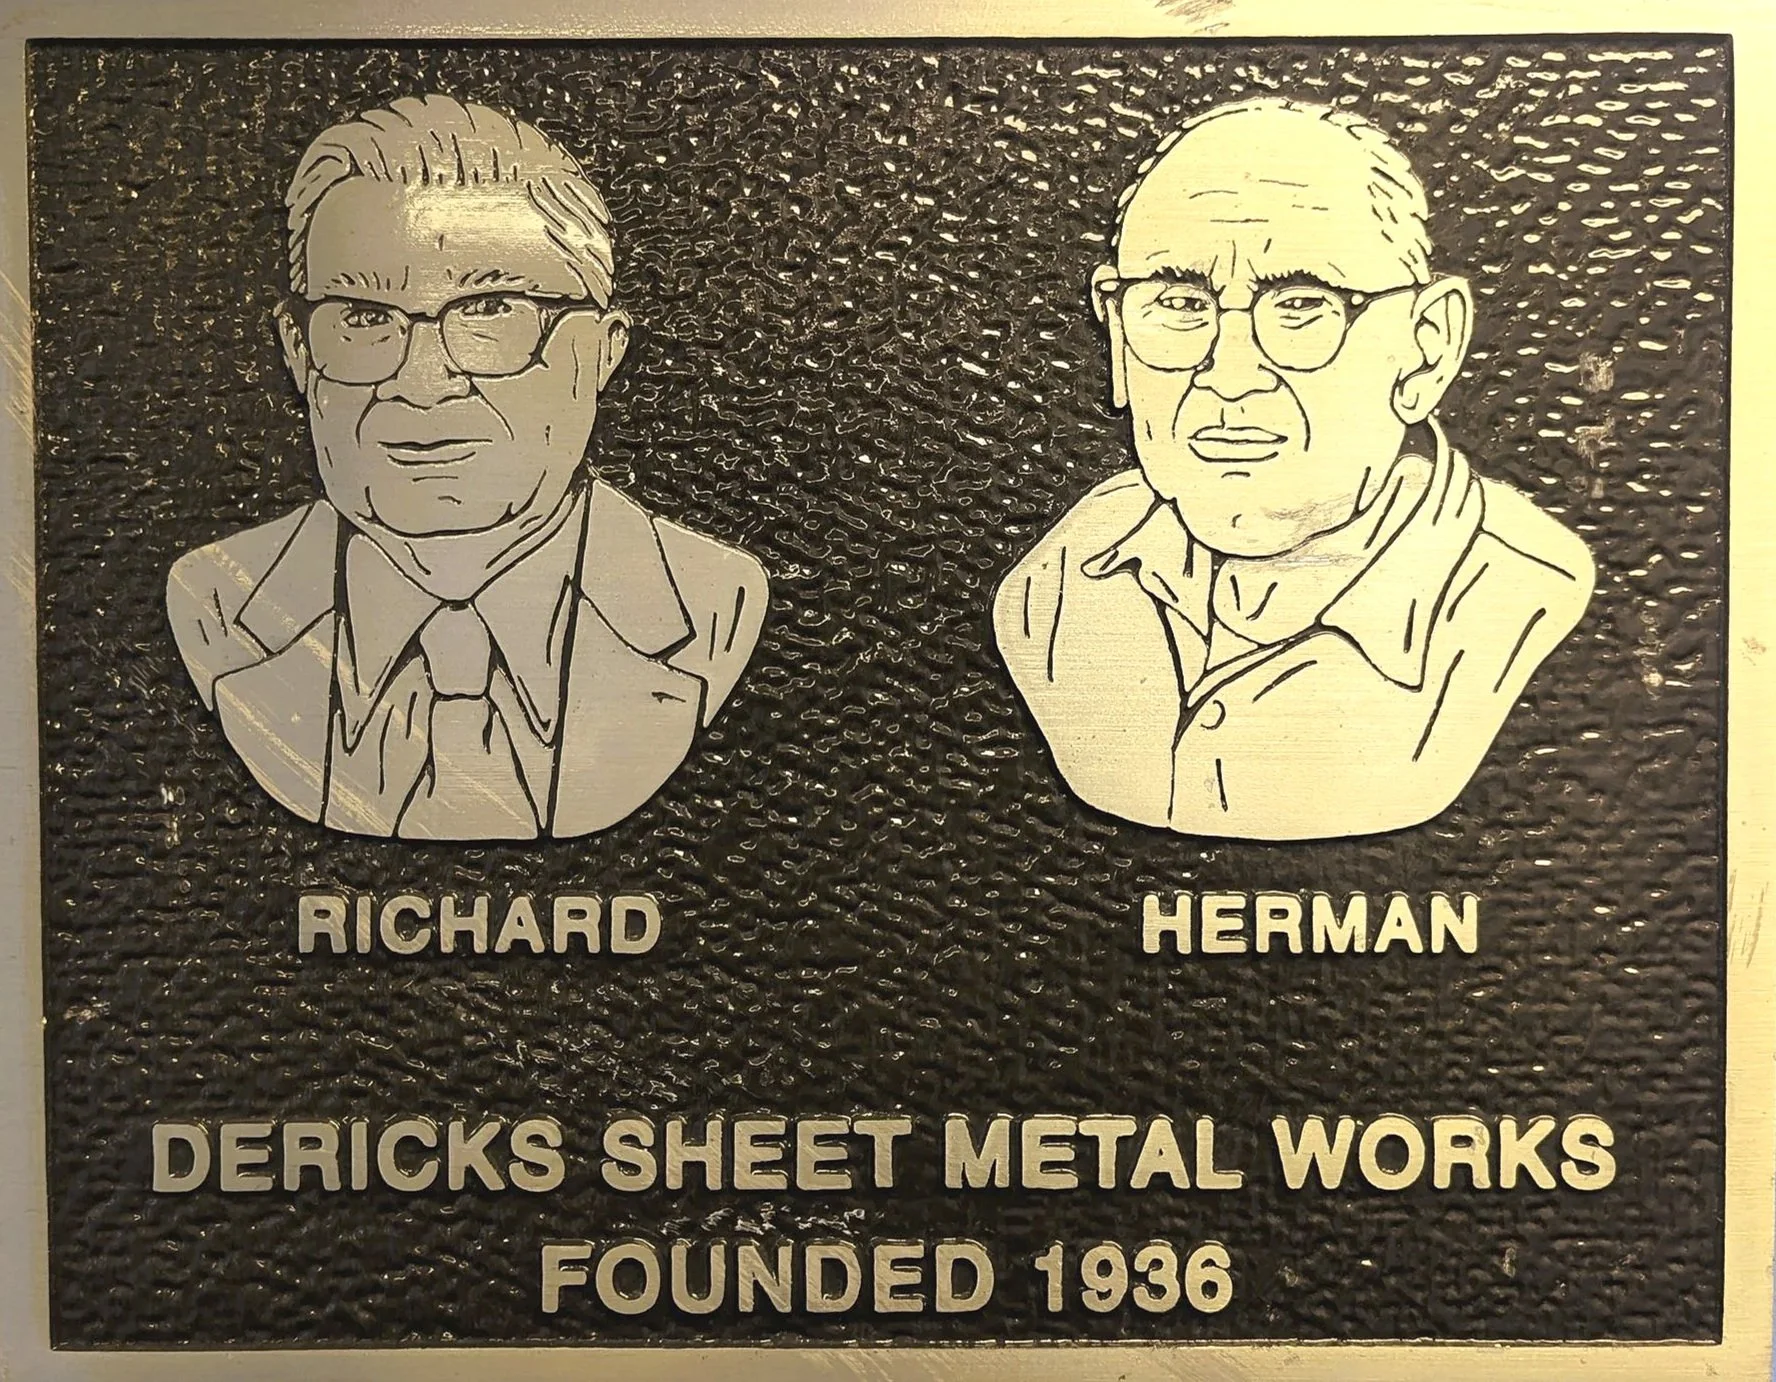 RICHARD HERMAN
DERICKS SHEET METAL WORKS
FOUNDED 1936